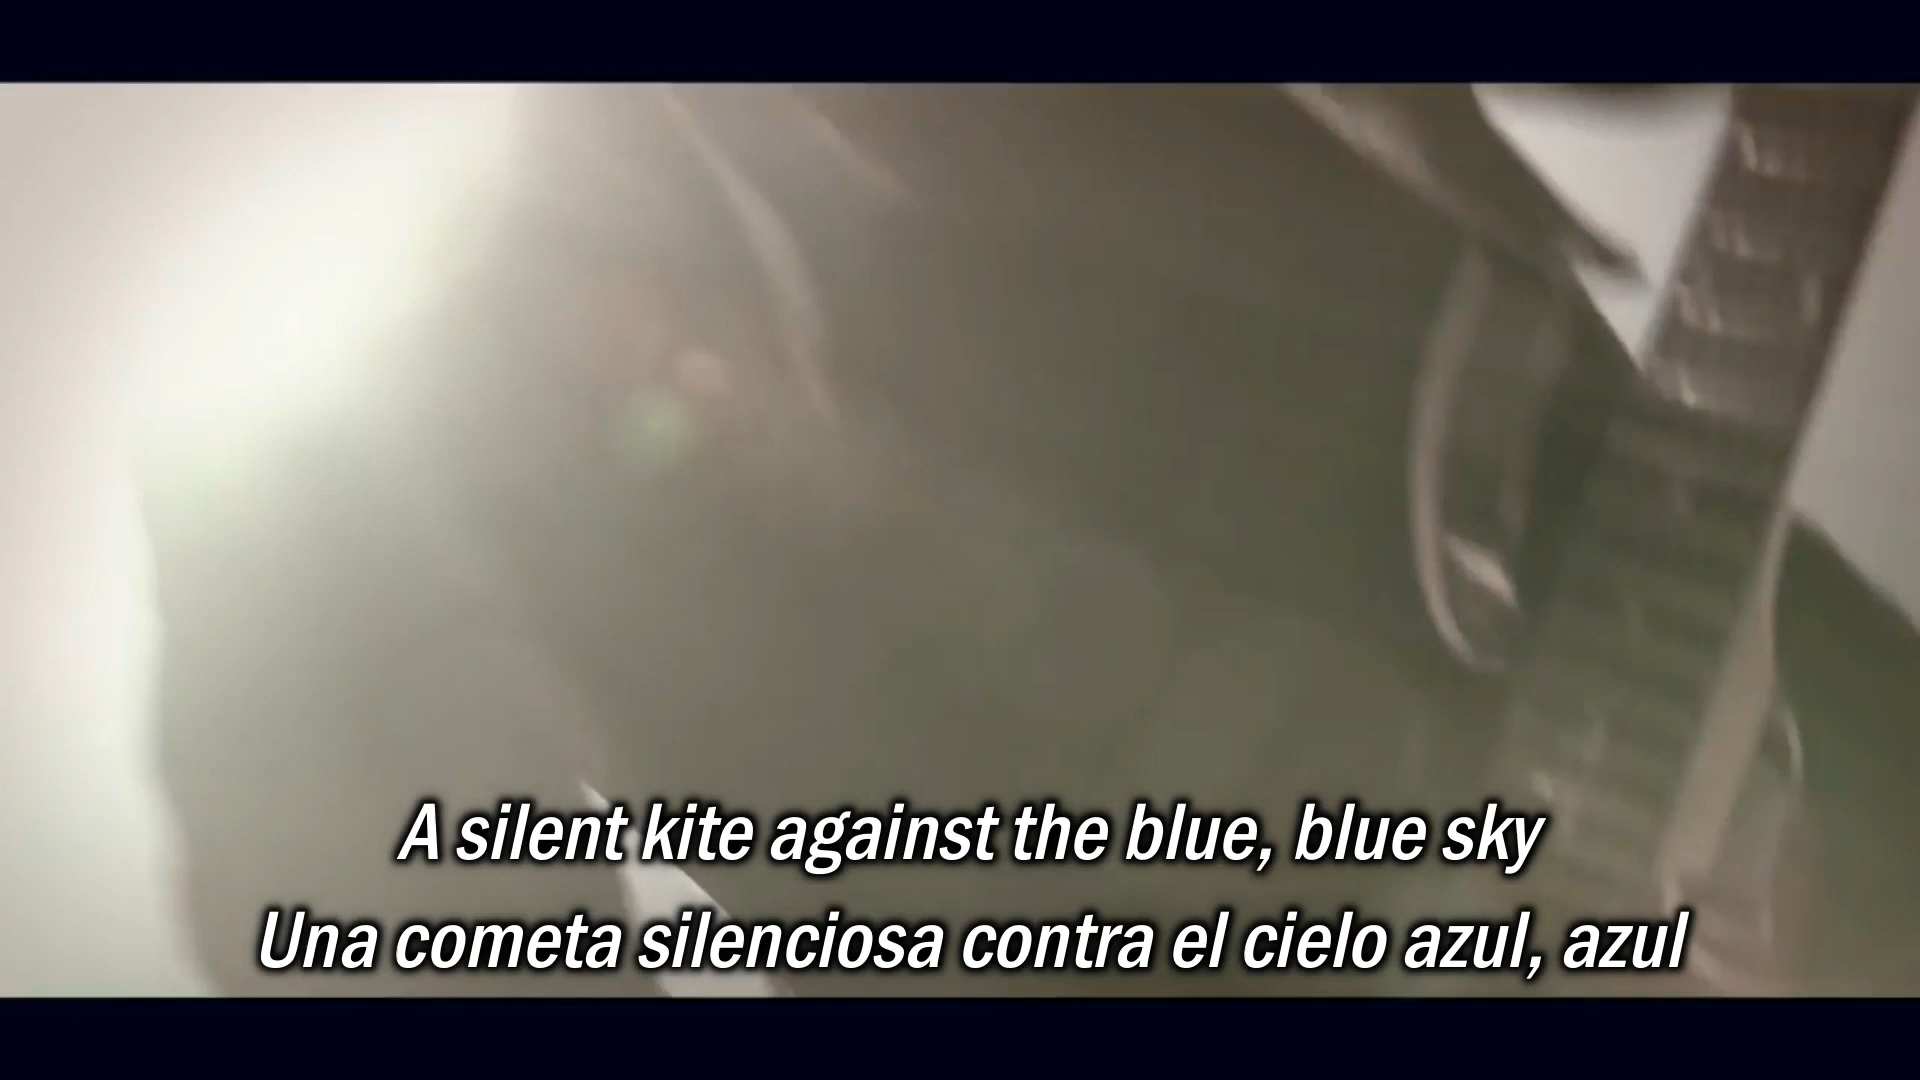 A silent kite against the blue, blue sky
Una cometa silenciosa contra el cielo azul, azul